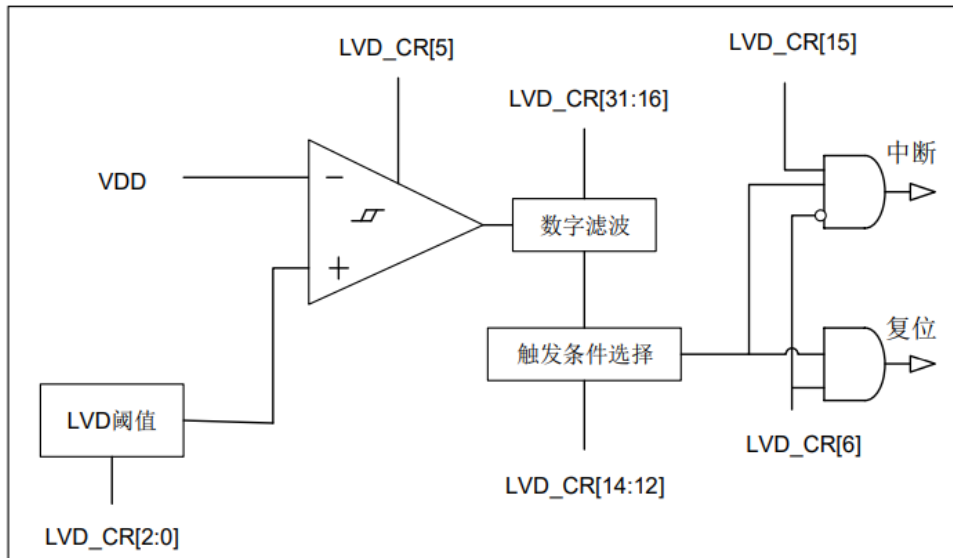 LVD_CR[5]
LVD_CR[15]
LVD_CR[31:16]
中断
VDD
数字滤波
复位
触发条件选择
LVD阈值
LVD_CR[6]
LVD_CR[14:12]
LVD_CR[2:0]